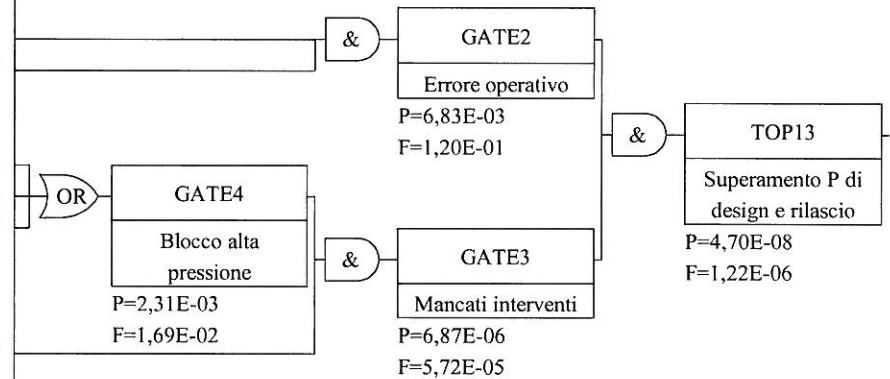 &
GATE2
Errore operativo
P=6,83E-03
F=1,20E-01
&
TOP13
Superamento P di
design e rilascio
P=4,70E-08
F=1,22E-06
OR
GATE4
Blocco alta
pressione
P=2,31E-03
F=1,69E-02
&
GATE3
Mancati interventi
P=6,87E-06
F=5,72E-05